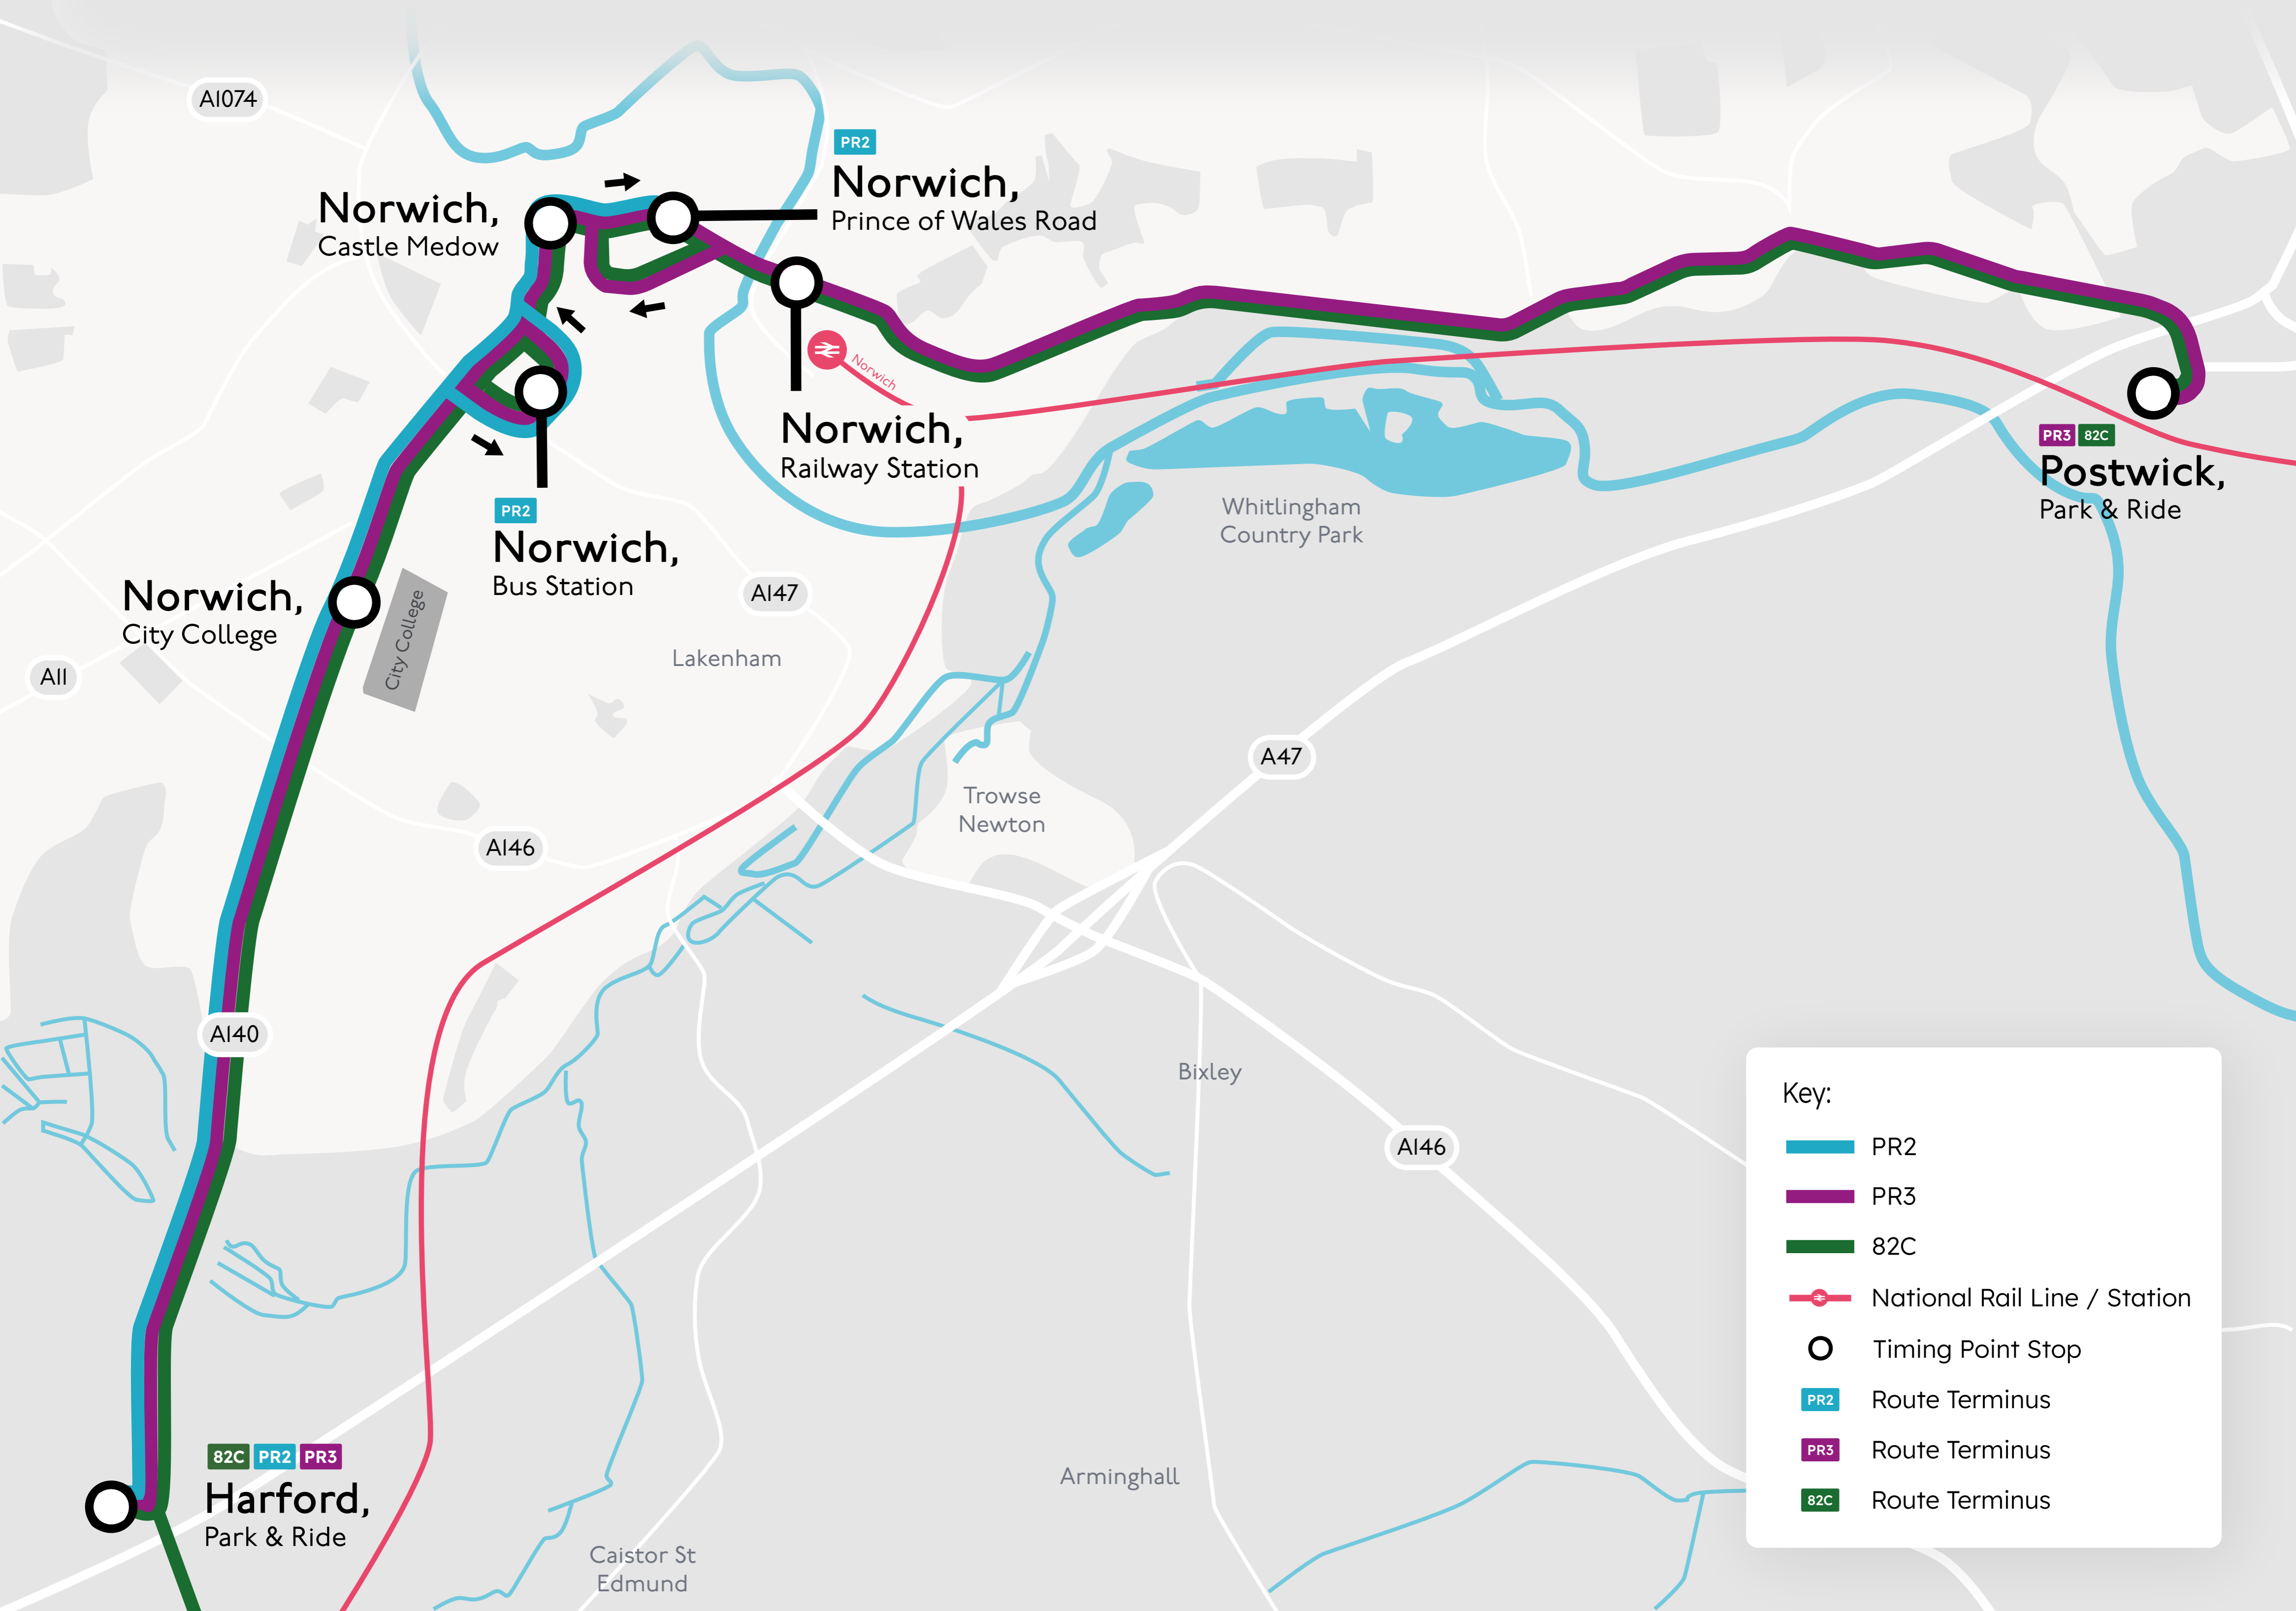 A1074
PR2
Norwich,
Prince of Wales Road
Norwich,
Castle Medow
Norwich
Norwich,
Railway Station
PR3 82C
Postwick,
Park & Ride
Whitlingham
Country Park
PR2
Norwich,
Bus Station
Norwich,
City College
City College
A147
Lakenham
A11
A47
Trowse
Newton
A146
A140
Bixley
A146
Key:
PR2
PR3
82C
National Rail Line / Station
Timing Point Stop
PR2 Route Terminus
PR3 Route Terminus
82C Route Terminus
82C PR2 PR3
Harford,
Park & Ride
Arminghall
Caistor St
Edmund